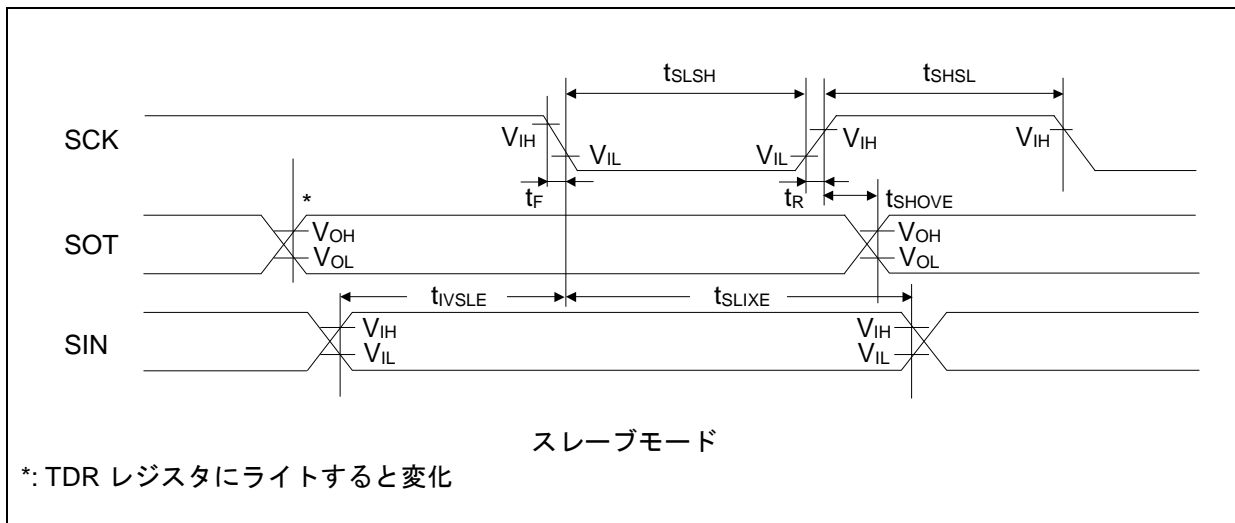 tSLSH tSHSL
SCK VIH VIL VIL VIH VIH
tF tR tSHOVE
*
SOT VOH VOH
VOL VOL
tIVSLE tSLIXE
SIN VIH VIH
VIL VIL
スレーブモード
*: TDR レジスタにライトすると変化